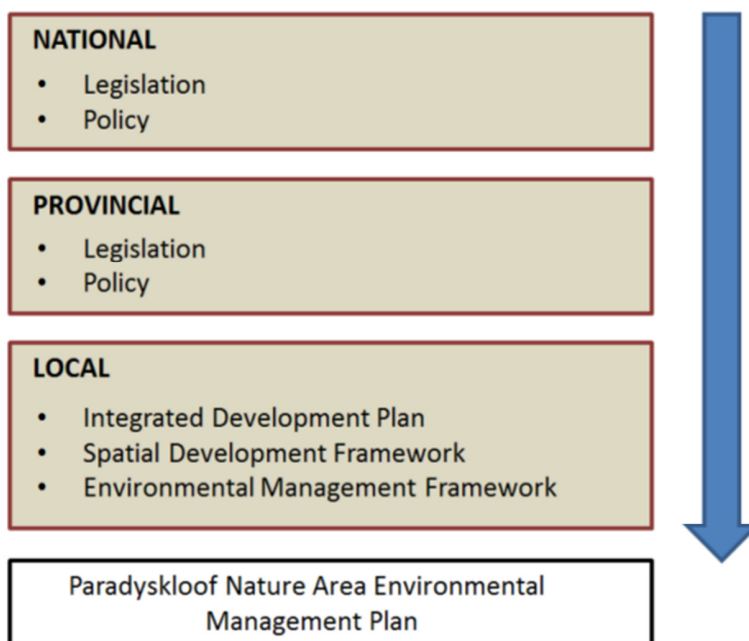 NATIONAL
• Legislation
• Policy
PROVINCIAL
• Legislation
• Policy
LOCAL
• Integrated Development Plan
• Spatial Development Framework
• Environmental Management Framework
Paradyskloof Nature Area Environmental
Management Plan